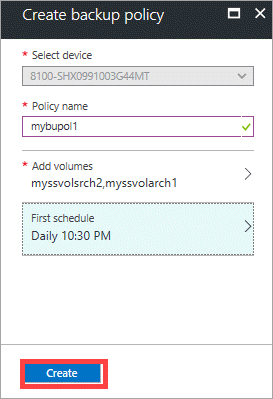 Create backup policy
* Select device
8100-SHX0991003G44MT
* Policy name
mybupol1
* Add volumes
myssvolsrch2,myssvolarch1
First schedule
Daily 10:30 PM
Create